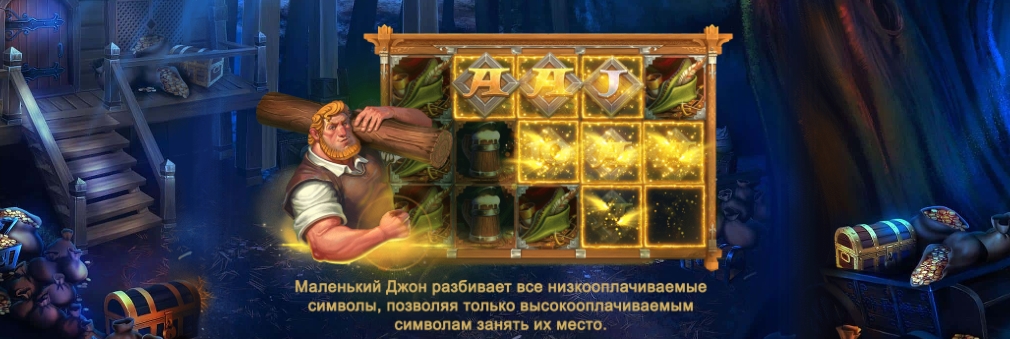 A A J
Маленький Джон разбивает все низкооплачиваемые
символы, позволяя только высокооплачиваемым
символам занять их место.